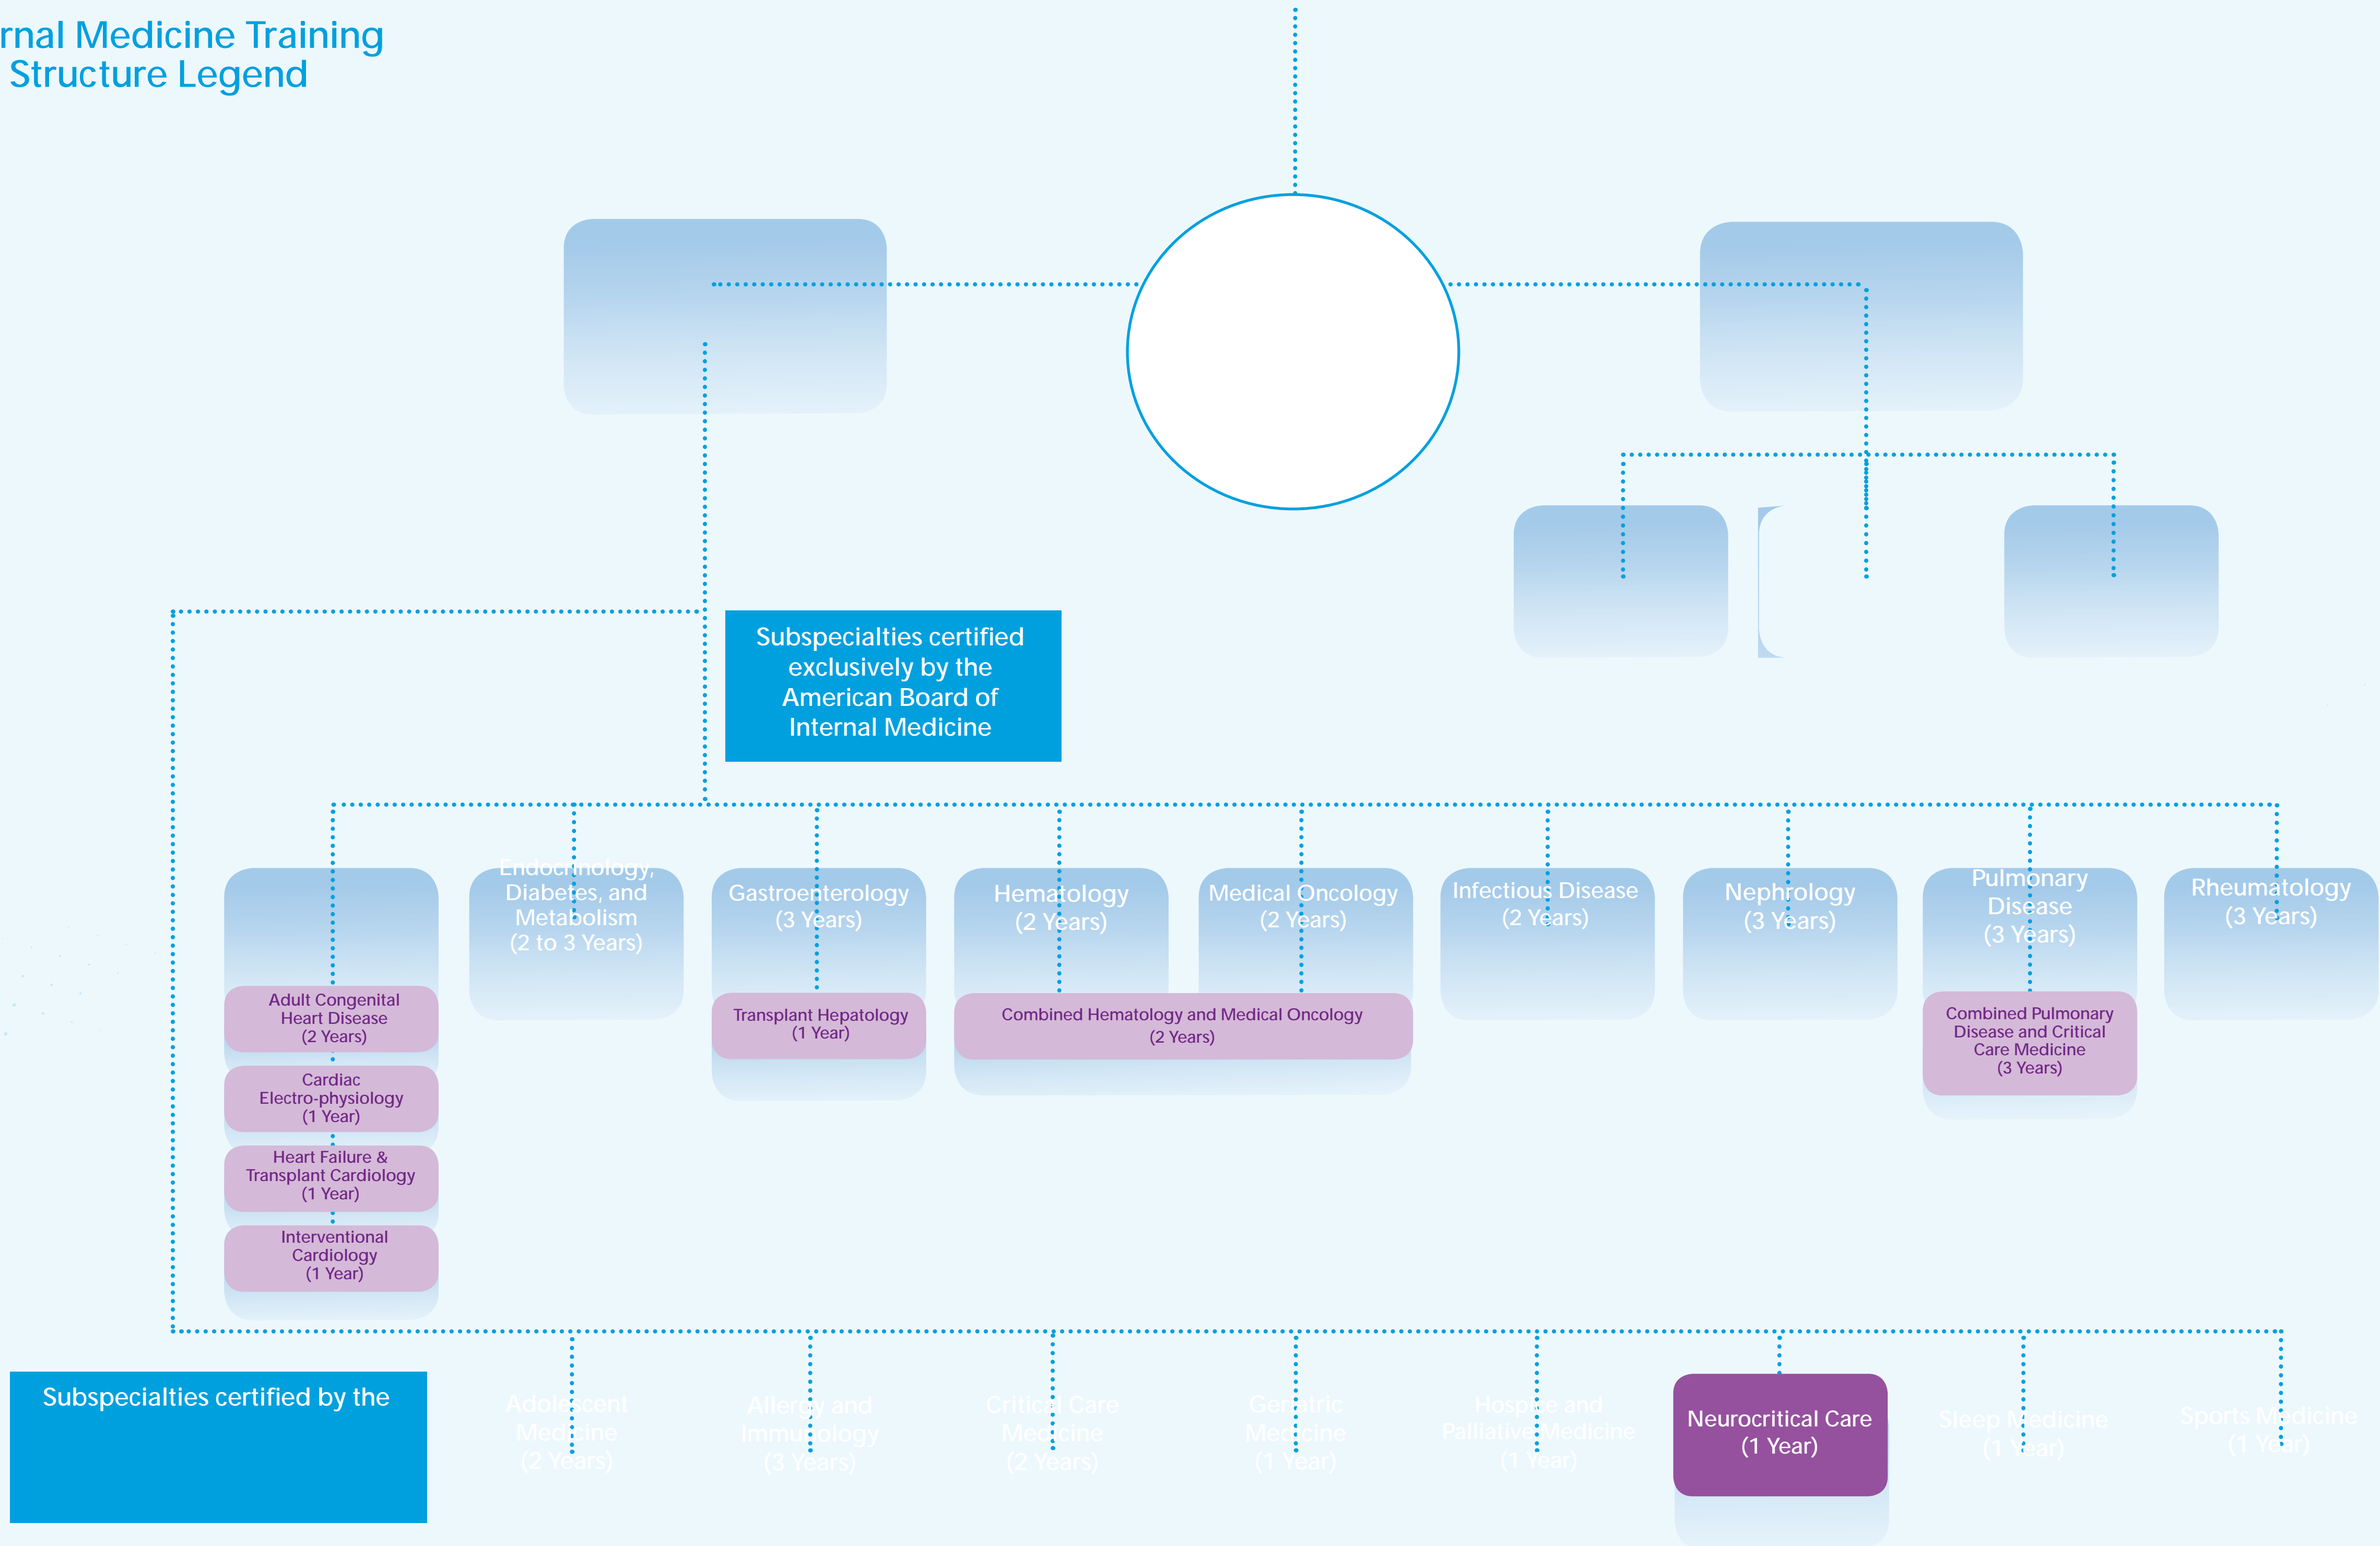 rnal Medicine Training
Structure Legend
Subspecialties certified
exclusively by the
American Board of
Internal Medicine
Endocrinology,
Diabetes, and
Metabolism
(2 to 3 Years)
Gastroenterology
(3 Years)
Hematology
(2 Years)
Medical Oncology
(2 Years)
Infectious Disease
(2 Years)
Nephrology
(3 Years)
Pulmonary
Disease
(3 Years)
Rheumatology
(3 Years)
Adult Congenital
Heart Disease
(2 Years)
Cardiac
Electro-physiology
(1 Year)
Heart Failure &
Transplant Cardiology
(1 Year)
Interventional
Cardiology
(1 Year)
Transplant Hepatology
(1 Year)
Combined Hematology and Medical Oncology
(2 Years)
Combined Pulmonary
Disease and Critical
Care Medicine
(3 Years)
Subspecialties certified by the
Adolescent
Medicine
(2 Years)
Allergy and
Immunology
(3 Years)
Critical Care
Medicine
(2 Years)
Geriatric
Medicine
(1 Year)
Hospice and
Palliative Medicine
(1 Year)
Neurocritical Care
(1 Year)
Sleep Medicine
(1 Year)
Sports Medicine
(1 Year)